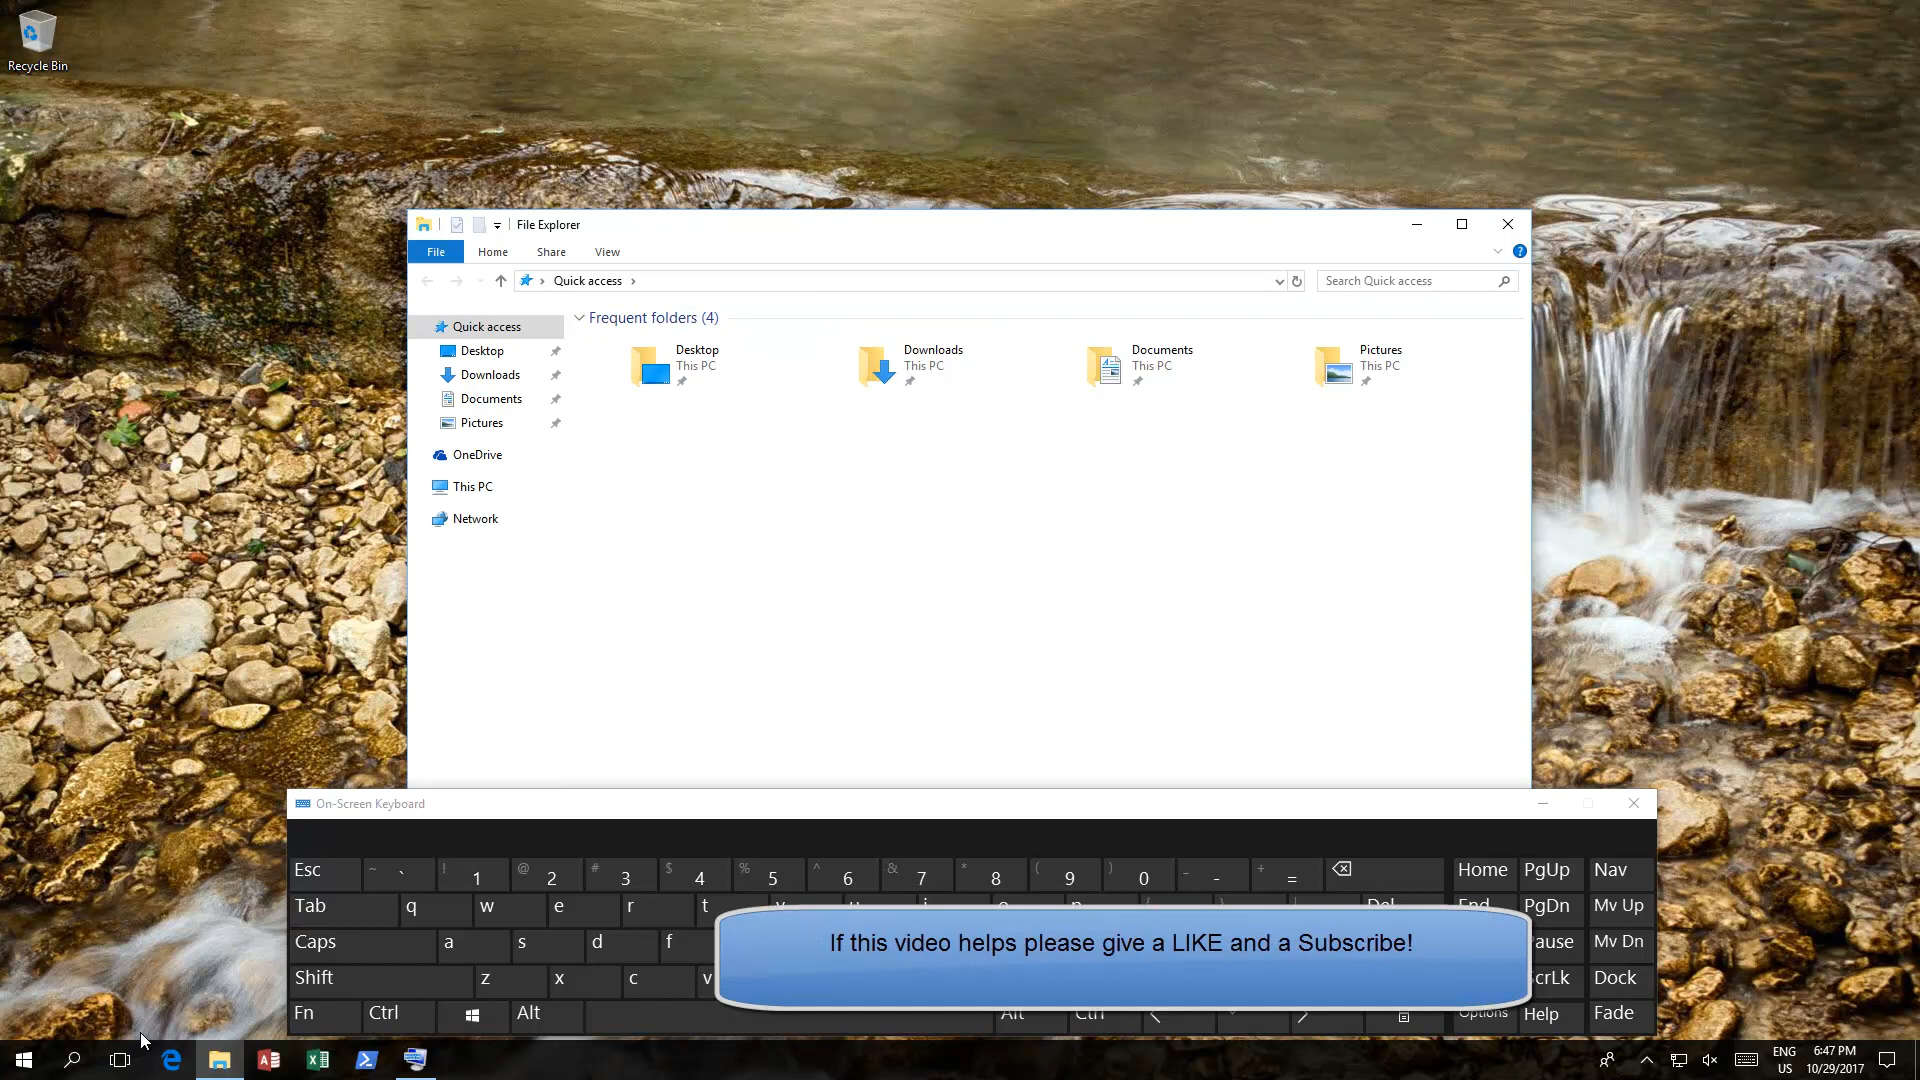 Recycle Bin
File Explorer
File Home Share View
Quick access
Search Quick access
Quick access
Desktop
Downloads
Documents
Pictures
OneDrive
This PC
Network
Frequent folders (4)
Desktop
This PC
Downloads
This PC
Documents
This PC
Pictures
This PC
On-Screen Keyboard
Esc ~ ` ! 1 @ 2 # 3 $ 4 % 5 ^ 6 & 7 * 8 ( 9 ) 0 _ - + = Home PgUp Nav
Tab q w e r t PgDn Mv Up
Caps a s d f Mv Dn
Shift z x c v Dock
Fn Ctrl Alt Alt Ctrl Options Help Fade
If this video helps please give a LIKE and a Subscribe!
ENG
US
6:47 PM
10/29/2017